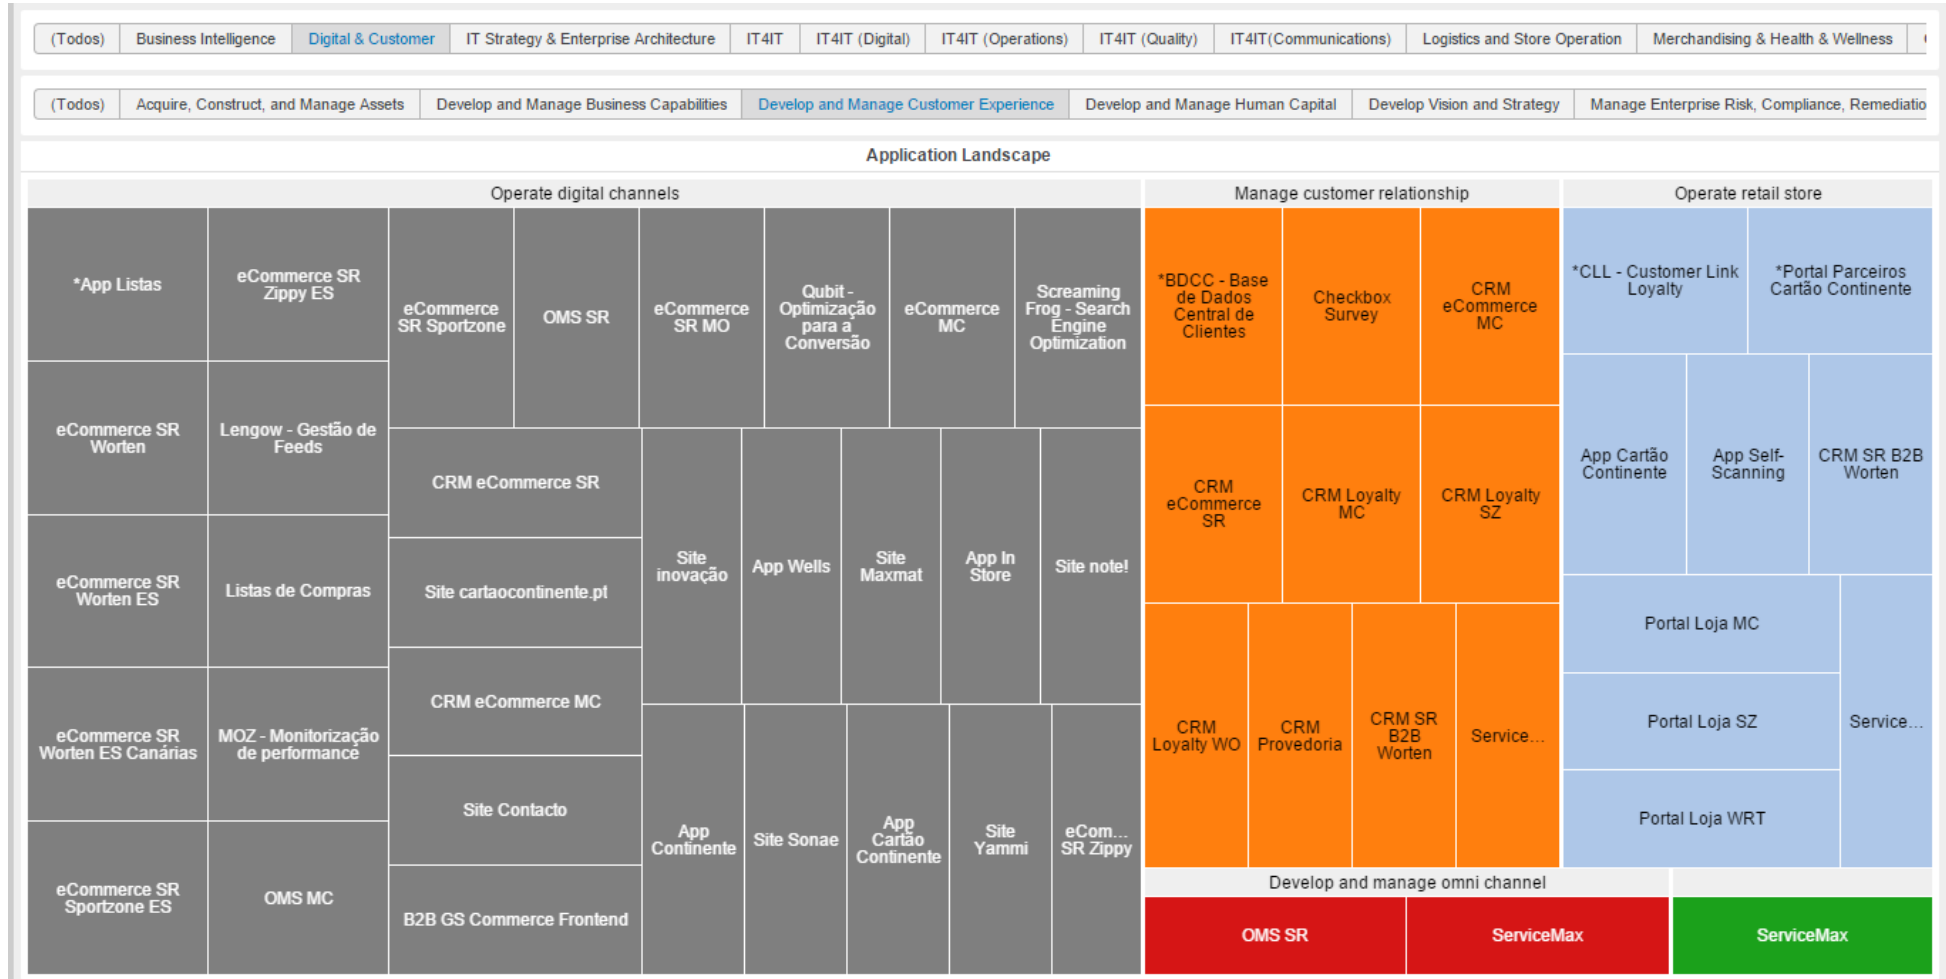 (Todos) Business Intelligence Digital & Customer IT Strategy & Enterprise Architecture IT4IT IT4IT (Digital) IT4IT (Operations) IT4IT (Quality) IT4IT(Communications) Logistics and Store Operation Merchandising & Health & Wellness
(Todos) Acquire, Construct, and Manage Assets Develop and Manage Business Capabilities Develop and Manage Customer Experience Develop and Manage Human Capital Develop Vision and Strategy Manage Enterprise Risk, Compliance, Remediatio
Application Landscape
Operate digital channels
*App Listas
eCommerce SR
Zippy ES
eCommerce SR
Worten
Lengow - Gestão de
Feeds
eCommerce SR
Worten ES
Listas de Compras
eCommerce SR
Worten ES Canárias
MOZ - Monitorização
de performance
eCommerce SR
Sportzone ES
OMS MC
eCommerce
SR Sportzone
OMS SR
eCommerce
SR MO
Qubit -
Optimização
para a
Conversão
eCommerce
MC
Screaming
Frog - Search
Engine
Optimization
CRM eCommerce SR
Site cartaocontinente.pt
CRM eCommerce MC
Site Contacto
B2B GS Commerce Frontend
Site
inovação
App Wells
Site
Maxmat
App In
Store
Site note!
App
Continente
Site Sonae
App
Cartão
Continente
Site
Yammi
eCom...
SR Zippy
Manage customer relationship
*BDCC - Base
de Dados
Central de
Clientes
Checkbox
Survey
CRM
eCommerce
MC
CRM
eCommerce
SR
CRM Loyalty
MC
CRM Loyalty
SZ
CRM
Loyalty WO
CRM
Provedoria
CRM SR
B2B
Worten
Service...
Operate retail store
*CLL - Customer Link
Loyalty
*Portal Parceiros
Cartão Continente
App Cartão
Continente
App Self-
Scanning
CRM SR B2B
Worten
Portal Loja MC
Portal Loja SZ
Portal Loja WRT
Service...
Develop and manage omni channel
OMS SR
ServiceMax
ServiceMax